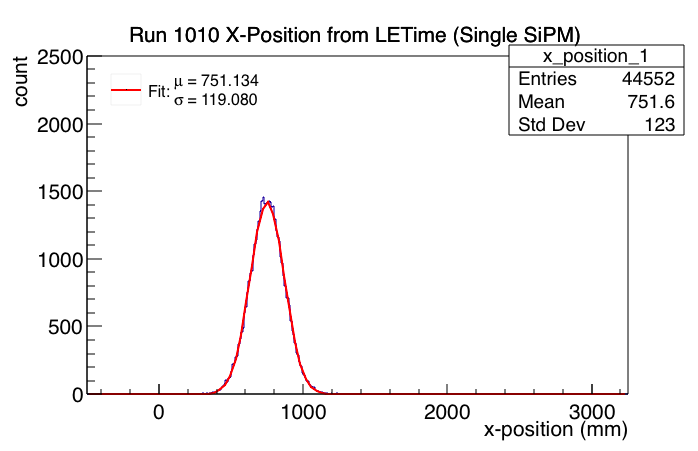 Run 1010 X-Position from LETime (Single SiPM)
x_position_1
Entries 44552
Mean 751.6
Std Dev 123
Fit: μ = 751.134
σ = 119.080
count
2500
2000
1500
1000
500
0
0 1000 2000 3000
x-position (mm)